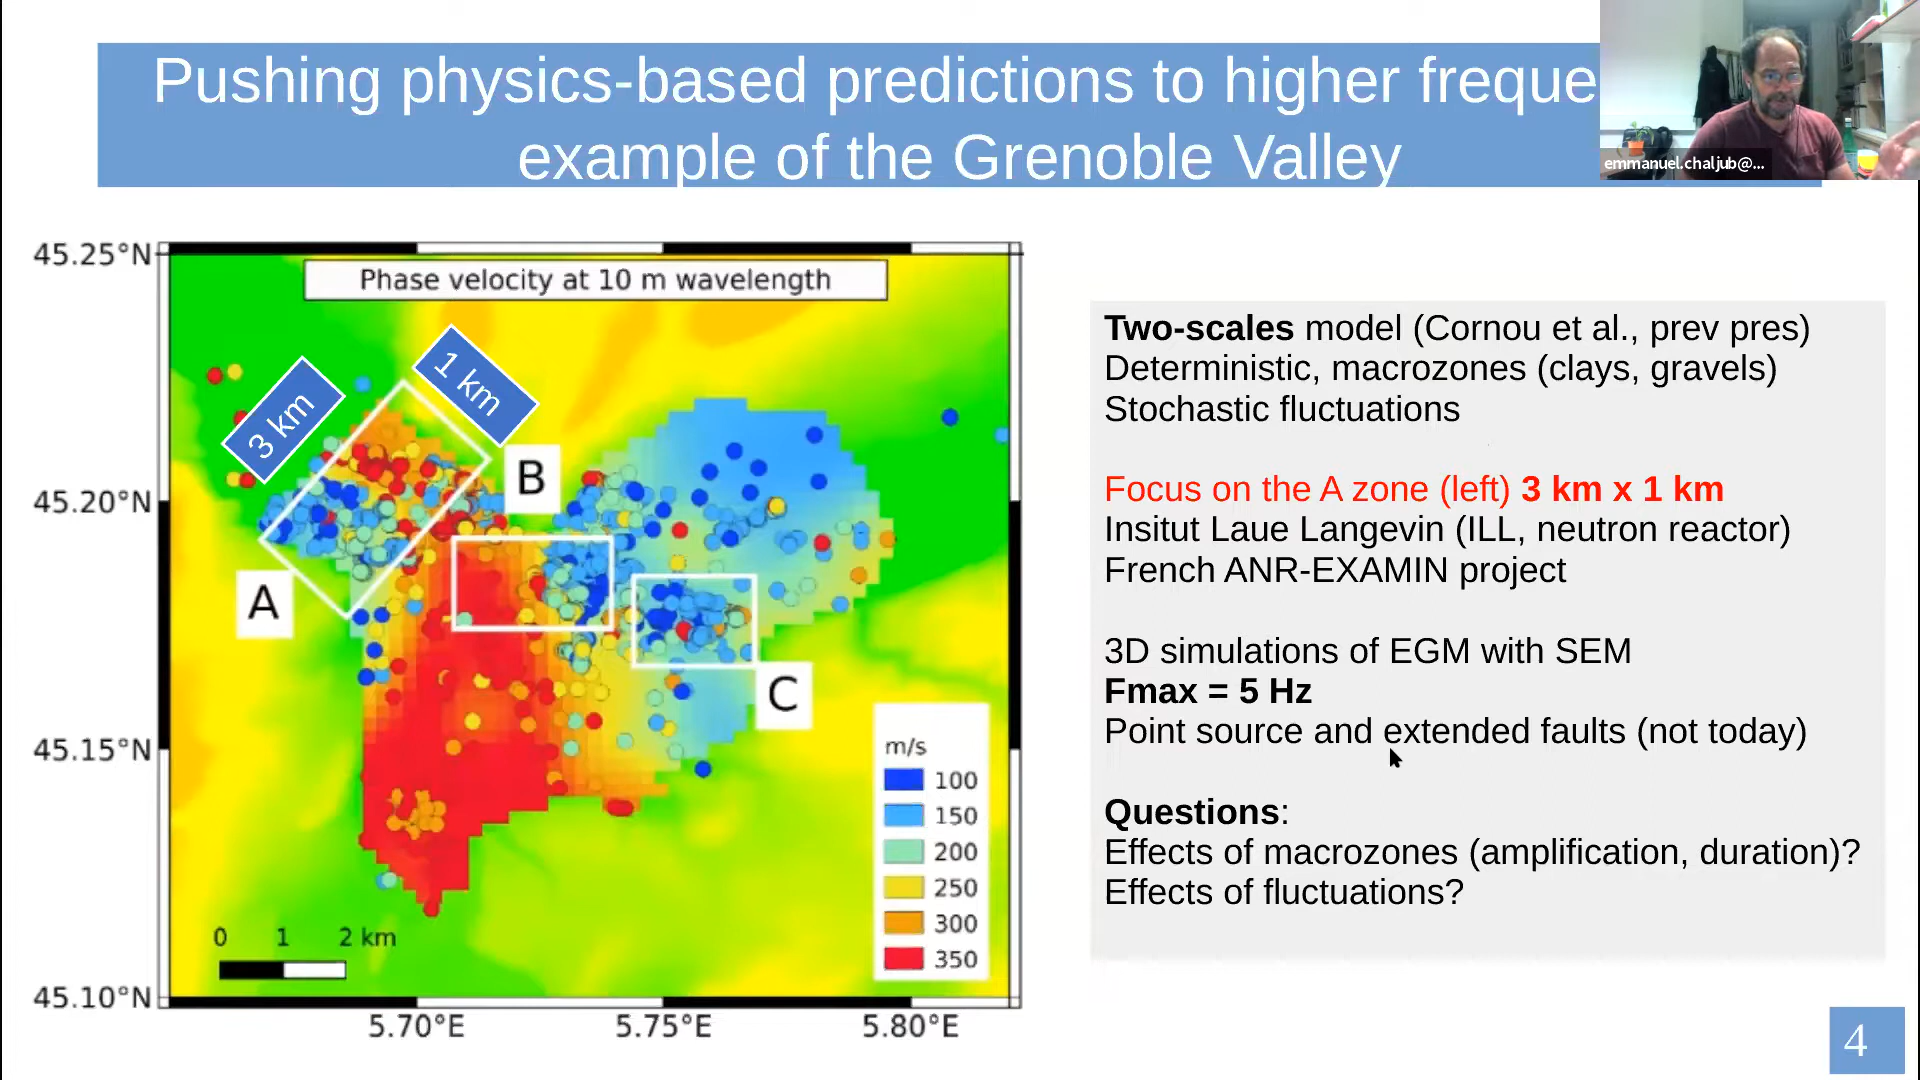 Pushing physics-based predictions to higher freque
example of the Grenoble Valley
emmanuel.chaljub@...
45.25°N
45.20°N
45.15°N
45.10°N
5.70°E
5.75°E
5.80°E
Phase velocity at 10 m wavelength
3 km
1 km
A
B
C
m/s
100
150
200
250
300
350
0 1 2 km
Two-scales model (Cornou et al., prev pres)
Deterministic, macrozones (clays, gravels)
Stochastic fluctuations
Focus on the A zone (left) 3 km x 1 km
Insitut Laue Langevin (ILL, neutron reactor)
French ANR-EXAMIN project
3D simulations of EGM with SEM
Fmax = 5 Hz
Point source and extended faults (not today)
Questions:
Effects of macrozones (amplification, duration)?
Effects of fluctuations?
4